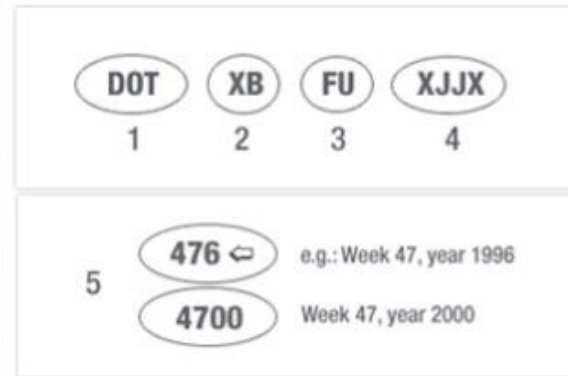 DOT XB FU XJJX
1 2 3 4
476 ⇦ e.g.: Week 47, year 1996
5
4700 Week 47, year 2000